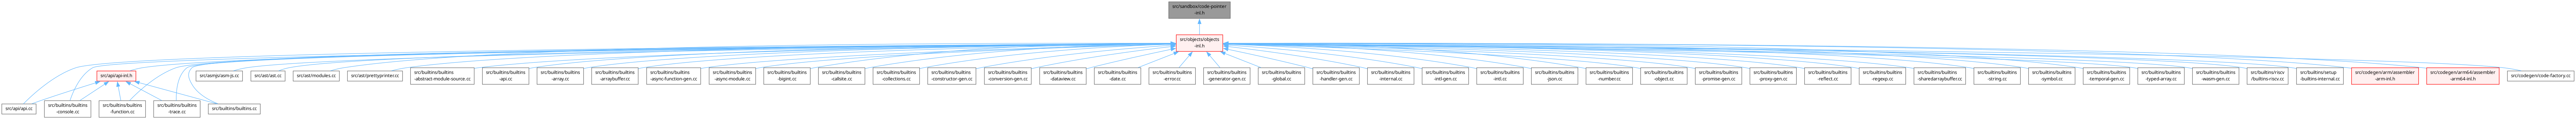 src/sandbox/code-pointer
-inl.h
src/objects/objects
-inl.h
src/api/api-inl.h
src/asmjs/asm-js.cc
src/ast/ast.cc
src/ast/modules.cc
src/ast/prettyprinter.cc
src/builtins/builtins
-abstract-module-source.cc
src/builtins/builtins
-api.cc
src/builtins/builtins
-array.cc
src/builtins/builtins
-arraybuffer.cc
src/builtins/builtins
-async-function-gen.cc
src/builtins/builtins
-async-module.cc
src/builtins/builtins
-bigint.cc
src/builtins/builtins
-callsite.cc
src/builtins/builtins
-collections.cc
src/builtins/builtins
-constructor-gen.cc
src/builtins/builtins
-conversion-gen.cc
src/builtins/builtins
-dataview.cc
src/builtins/builtins
-date.cc
src/builtins/builtins
-error.cc
src/builtins/builtins
-generator-gen.cc
src/builtins/builtins
-global.cc
src/builtins/builtins
-handler-gen.cc
src/builtins/builtins
-internal.cc
src/builtins/builtins
-intl-gen.cc
src/builtins/builtins
-intl.cc
src/builtins/builtins
-json.cc
src/builtins/builtins
-number.cc
src/builtins/builtins
-object.cc
src/builtins/builtins
-promise-gen.cc
src/builtins/builtins
-proxy-gen.cc
src/builtins/builtins
-reflect.cc
src/builtins/builtins
-regexp.cc
src/builtins/builtins
-sharedarraybuffer.cc
src/builtins/builtins
-string.cc
src/builtins/builtins
-symbol.cc
src/builtins/builtins
-temporal-gen.cc
src/builtins/builtins
-typed-array.cc
src/builtins/builtins
-wasm-gen.cc
src/builtins/riscv
/builtins-riscv.cc
src/builtins/setup
-builtins-internal.cc
src/codegen/arm/assembler
-arm-inl.h
src/codegen/arm64/assembler
-arm64-inl.h
src/codegen/code-factory.cc
src/api/api.cc
src/builtins/builtins
-console.cc
src/builtins/builtins
-function.cc
src/builtins/builtins
-trace.cc
src/builtins/builtins.cc